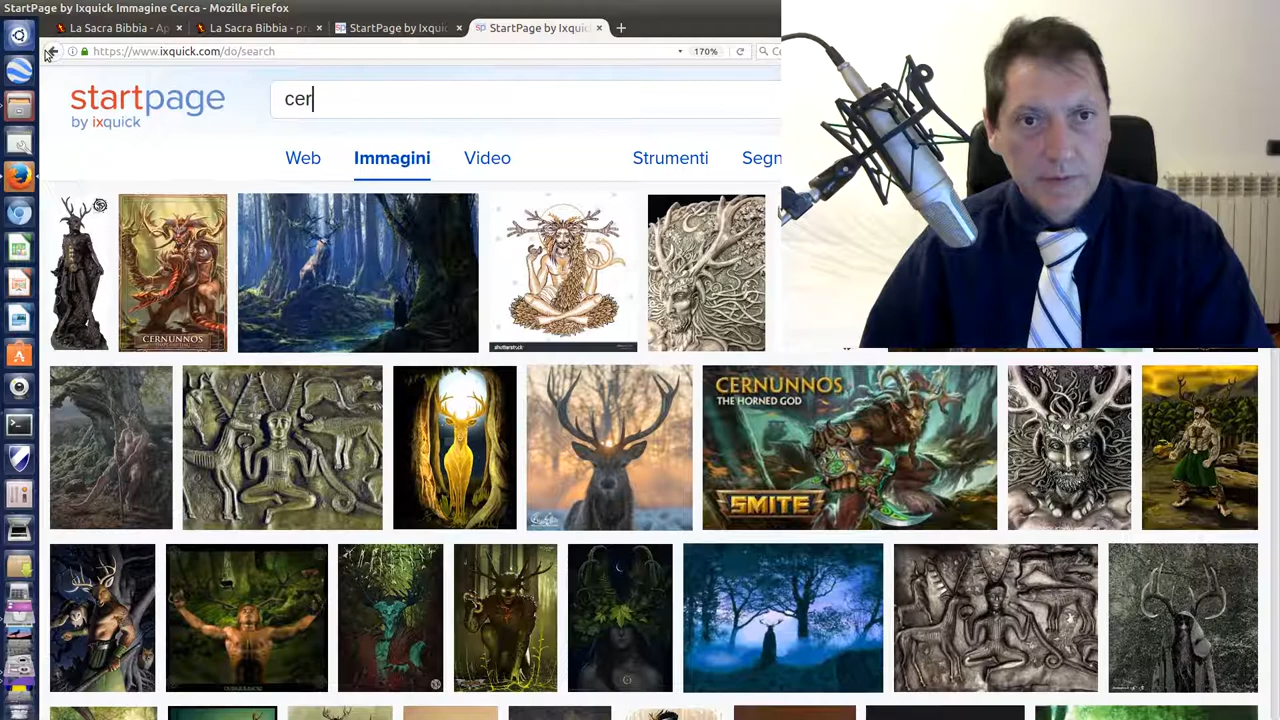 StartPage by Ixquick Immagine Cerca - Mozilla Firefox
La Sacra Bibbia - Ap
La Sacra Bibbia - pr
StartPage by Ixquic
StartPage by Ixquic
https://www.ixquick.com/do/search
170%
startpage
by ixquick
cer
Web
Immagini
Video
Strumenti
Segn
CERNUNNOS
shutterstock
CERNUNNOS
THE HORNED GOD
SMITE